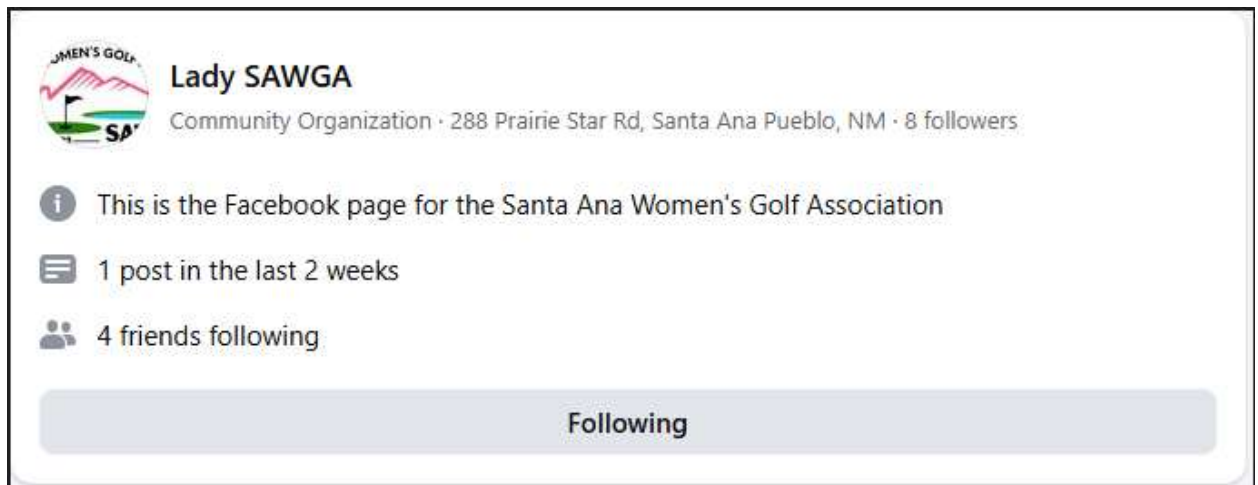 Lady SAWGA
Community Organization · 288 Prairie Star Rd, Santa Ana Pueblo, NM · 8 followers
This is the Facebook page for the Santa Ana Women's Golf Association
1 post in the last 2 weeks
4 friends following
Following